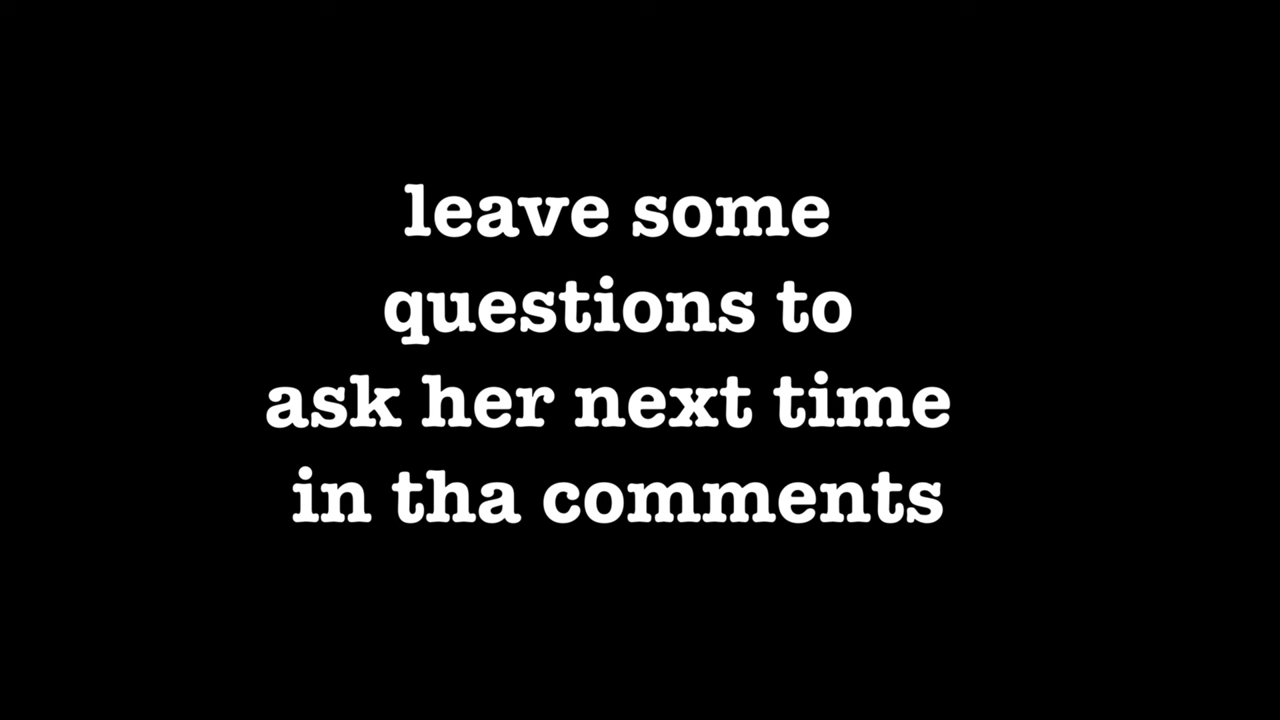 leave some
questions to
ask her next time
in tha comments